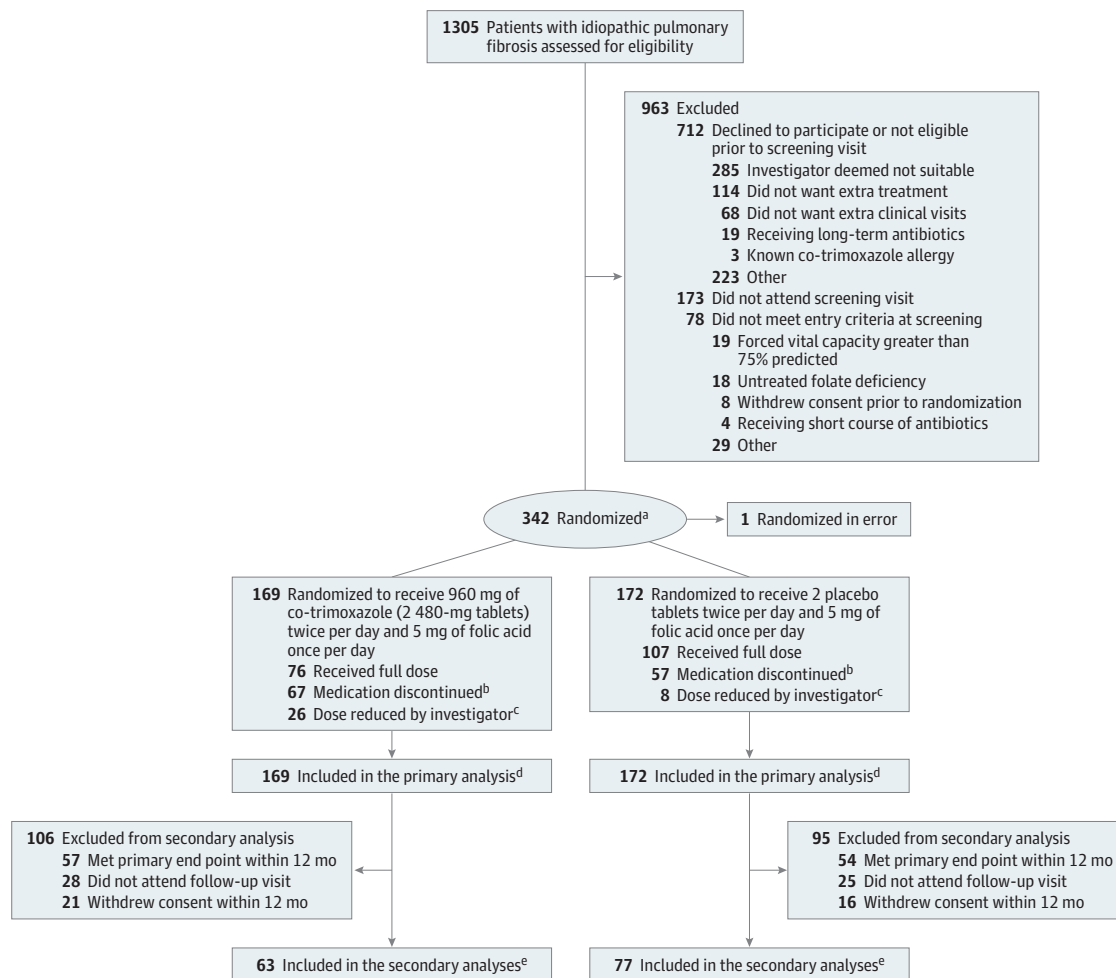 1305 Patients with idiopathic pulmonary
fibrosis assessed for eligibility
963 Excluded
712 Declined to participate or not eligible
prior to screening visit
285 Investigator deemed not suitable
114 Did not want extra treatment
68 Did not want extra clinical visits
19 Receiving long-term antibiotics
3 Known co-trimoxazole allergy
223 Other
173 Did not attend screening visit
78 Did not meet entry criteria at screening
19 Forced vital capacity greater than
75% predicted
18 Untreated folate deficiency
8 Withdrew consent prior to randomization
4 Receiving short course of antibiotics
29 Other
342 Randomizedᵃ
1 Randomized in error
169 Randomized to receive 960 mg of
co-trimoxazole (2 480-mg tablets)
twice per day and 5 mg of folic acid
once per day
76 Received full dose
67 Medication discontinuedᵇ
26 Dose reduced by investigatorᶜ
172 Randomized to receive 2 placebo
tablets twice per day and 5 mg of
folic acid once per day
107 Received full dose
57 Medication discontinuedᵇ
8 Dose reduced by investigatorᶜ
169 Included in the primary analysisᵈ
172 Included in the primary analysisᵈ
106 Excluded from secondary analysis
57 Met primary end point within 12 mo
28 Did not attend follow-up visit
21 Withdrew consent within 12 mo
95 Excluded from secondary analysis
54 Met primary end point within 12 mo
25 Did not attend follow-up visit
16 Withdrew consent within 12 mo
63 Included in the secondary analysesᵉ
77 Included in the secondary analysesᵉ